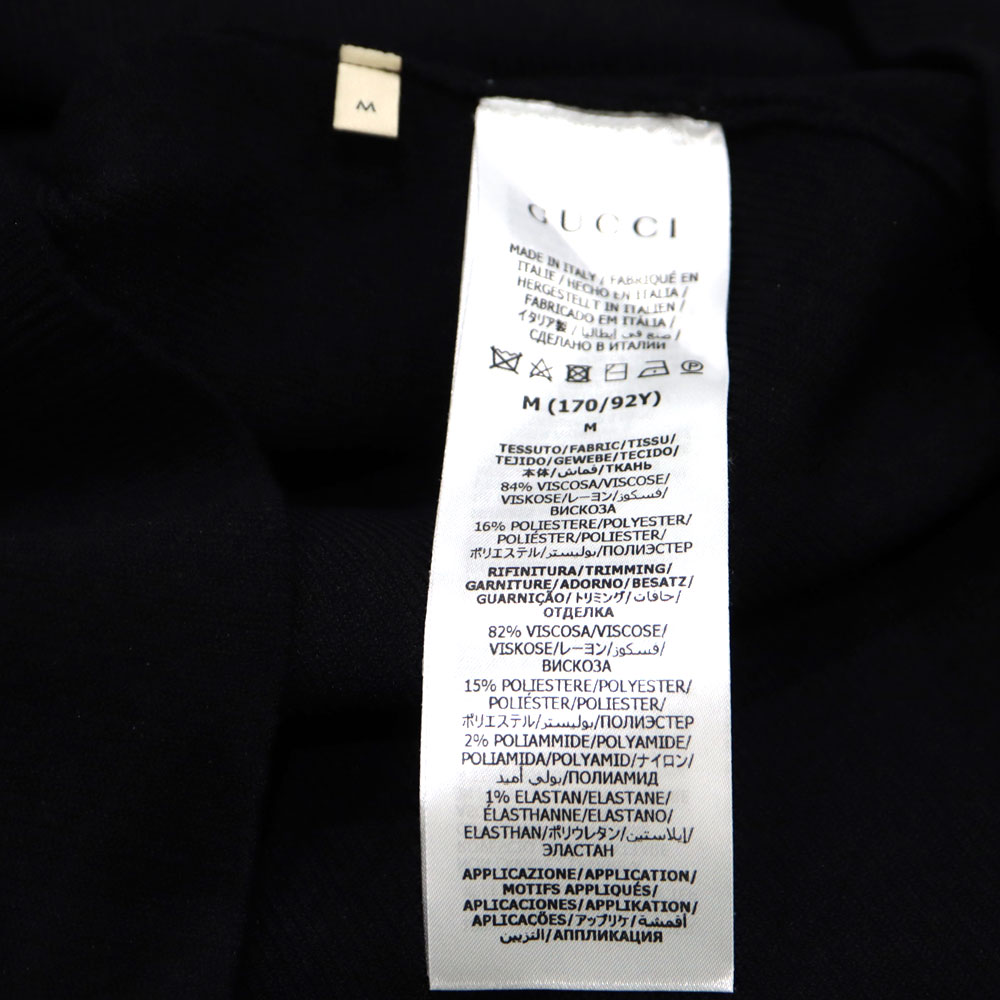 M
GUCCI
MADE IN ITALY / FABRIQUÉ EN
ITALIE / HECHO EN ITALIA /
HERGESTELLT IN ITALIEN /
FABRICADO EM ITÁLIA /
イタリア製 / صنع في إيطاليا /
СДЕЛАНО В ИТАЛИИ
M (170/92Y)
M
TESSUTO/FABRIC/TISSU/
TEJIDO/GEWEBE/TECIDO/
本体/قماش/ТКАНЬ
84% VISCOSA/VISCOSE/
VISKOSE/レーヨン/فسكوز/
ВИСКОЗА
16% POLIESTERE/POLYESTER/
POLIÉSTER/POLIESTER/
ポリエステル/بوليستر/ПОЛИЭСТЕР
RIFINITURA/TRIMMING/
GARNITURE/ADORNO/BESATZ/
GUARNIÇÃO/トリミング/حافات/
ОТДЕЛКА
82% VISCOSA/VISCOSE/
VISKOSE/レーヨン/فسكوز/
ВИСКОЗА
15% POLIESTERE/POLYESTER/
POLIÉSTER/POLIESTER/
ポリエステル/بوليستر/ПОЛИЭСТЕР
2% POLIAMMIDE/POLYAMIDE/
POLIAMIDA/POLYAMID/ナイロン/
بولي أميد/ПОЛИАМИД
1% ELASTAN/ELASTANE/
ÉLASTHANNE/ELASTANO/
ELASTHAN/ポリウレタン/إيلاستين/
ЭЛАСТАН
APPLICAZIONE/APPLICATION/
MOTIFS APPLIQUÉS/
APLICACIONES/APPLIKATION/
APLICAÇÕES/アップリケ/أقمشة
التزيين/АППЛИКАЦИЯ